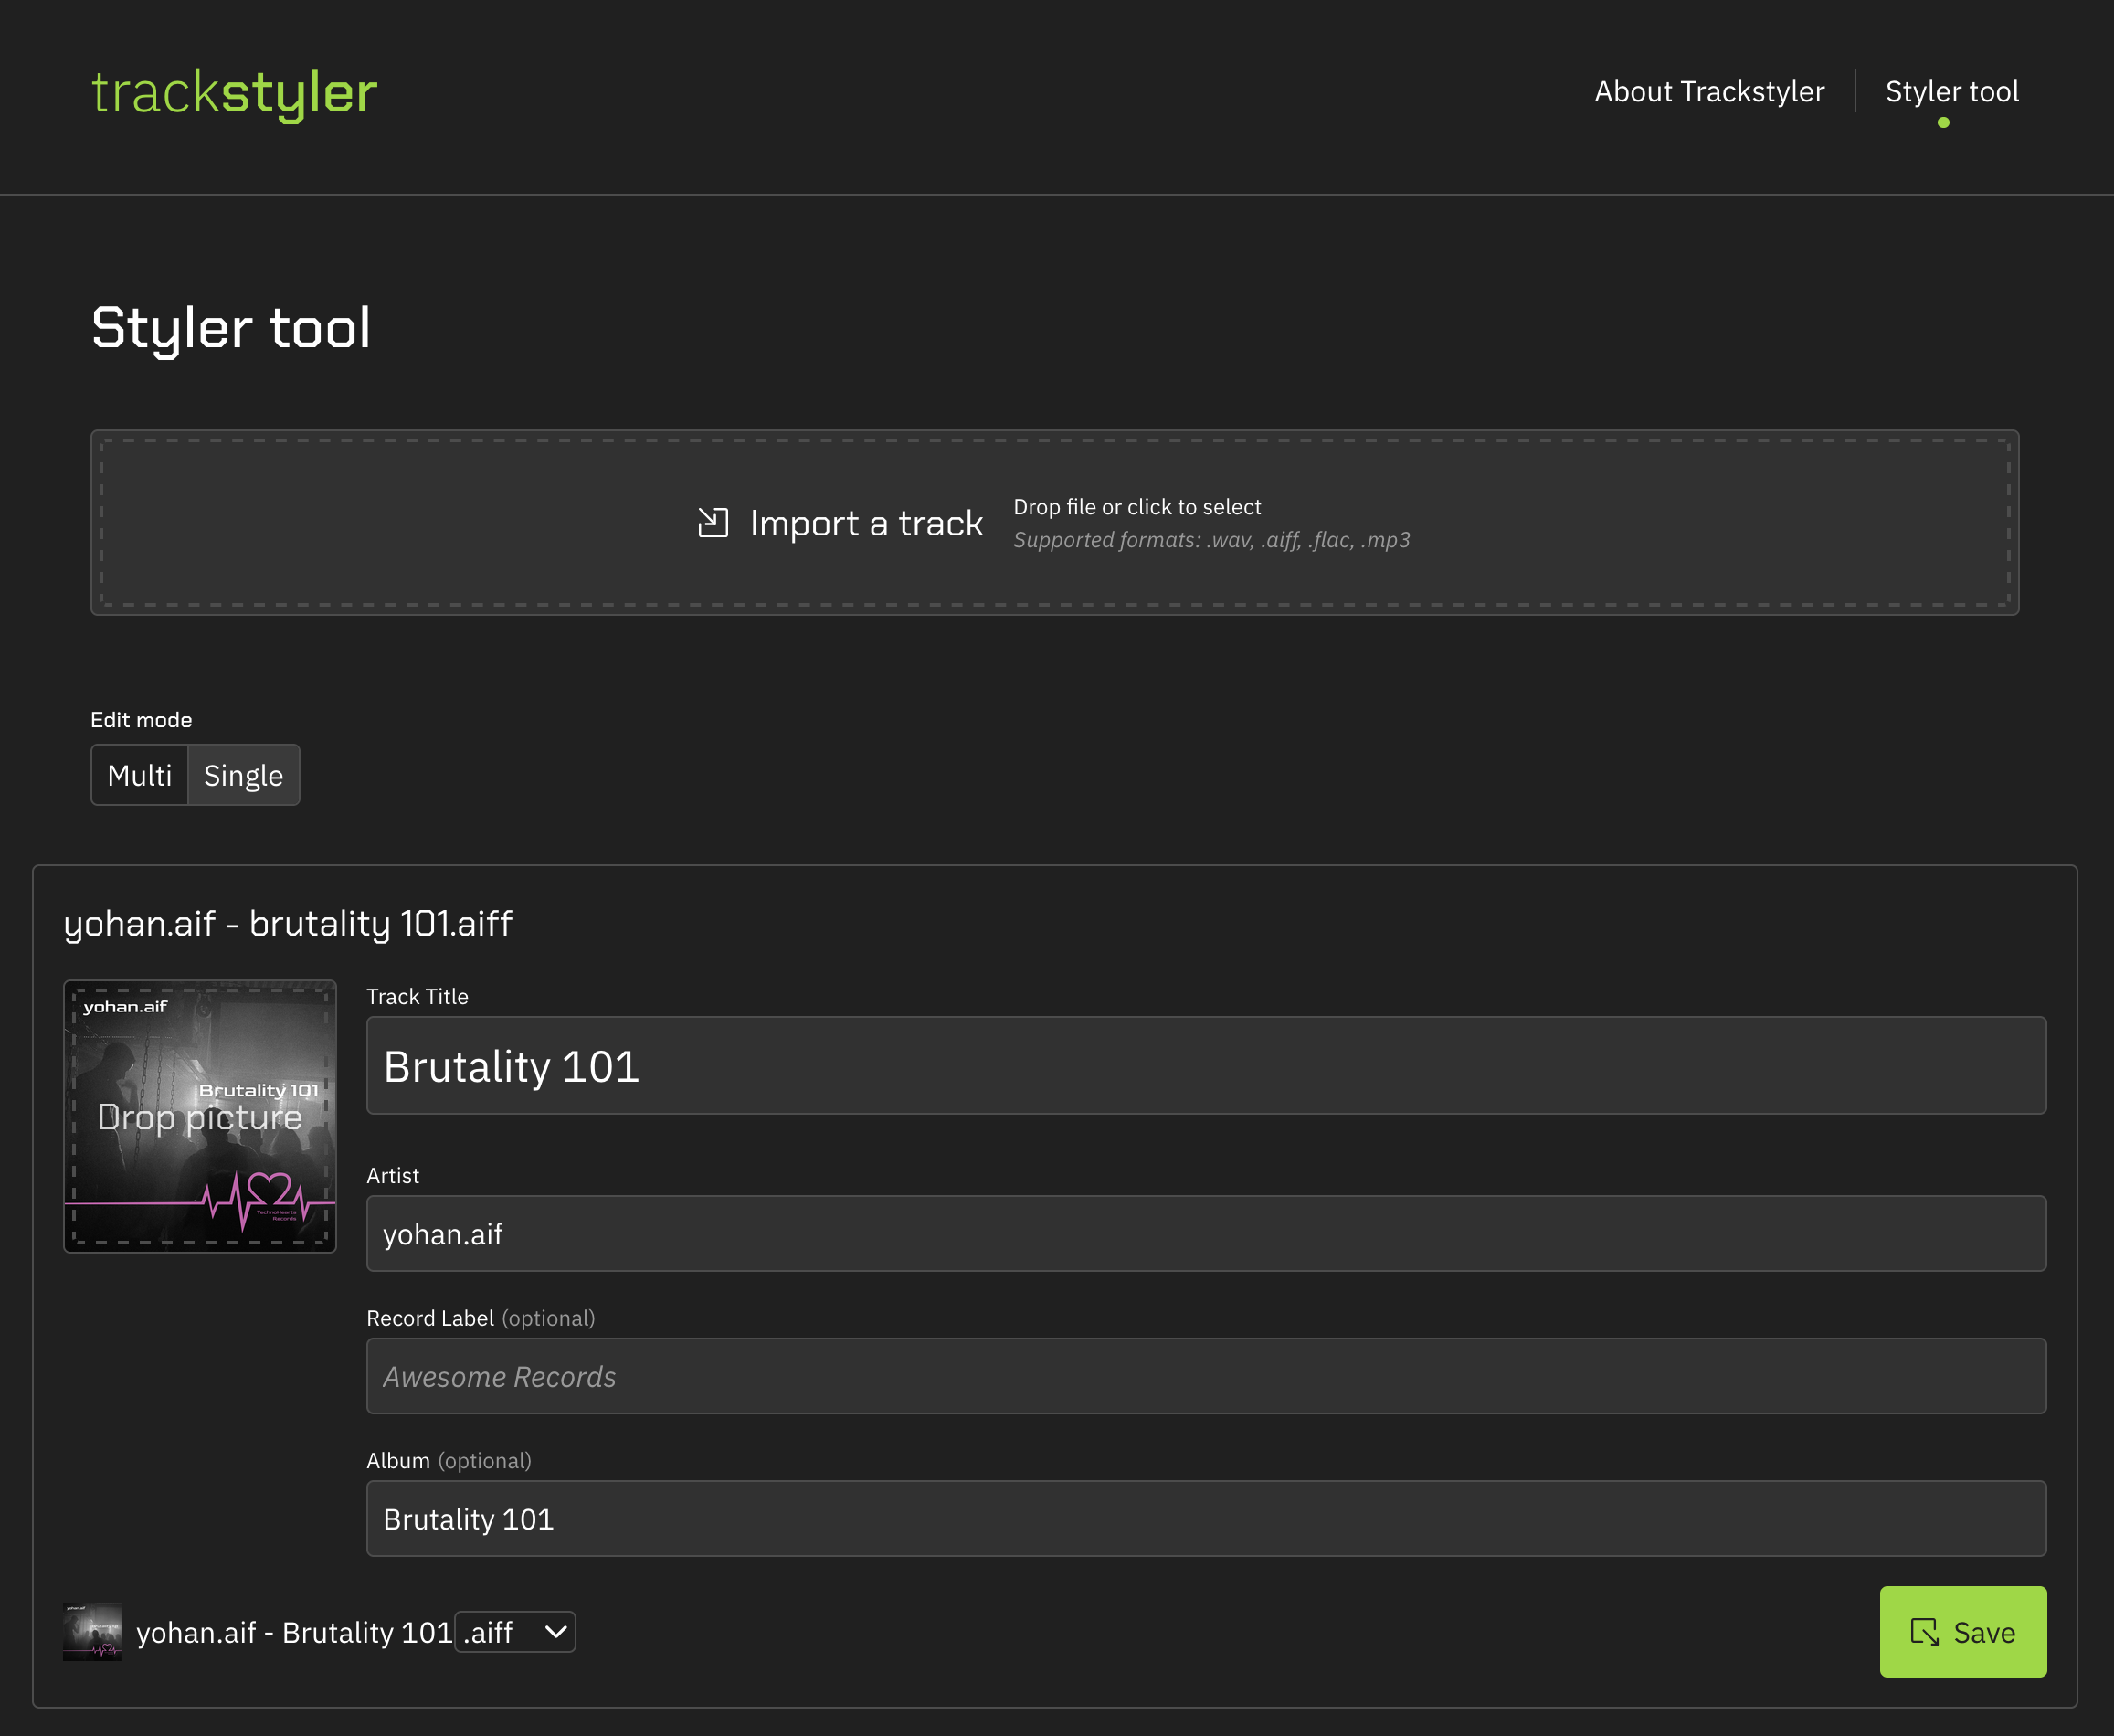 trackstyler
About Trackstyler
Styler tool
Styler tool
Import a track
Drop file or click to select
Supported formats: .wav, .aiff, .flac, .mp3
Edit mode
Multi
Single
yohan.aif - brutality 101.aiff
yohan.aif
Brutality 101
Drop picture
TechnoHearts
Records
Track Title
Brutality 101
Artist
yohan.aif
Record Label (optional)
Awesome Records
Album (optional)
Brutality 101
yohan.aif - Brutality 101 .aiff
Save